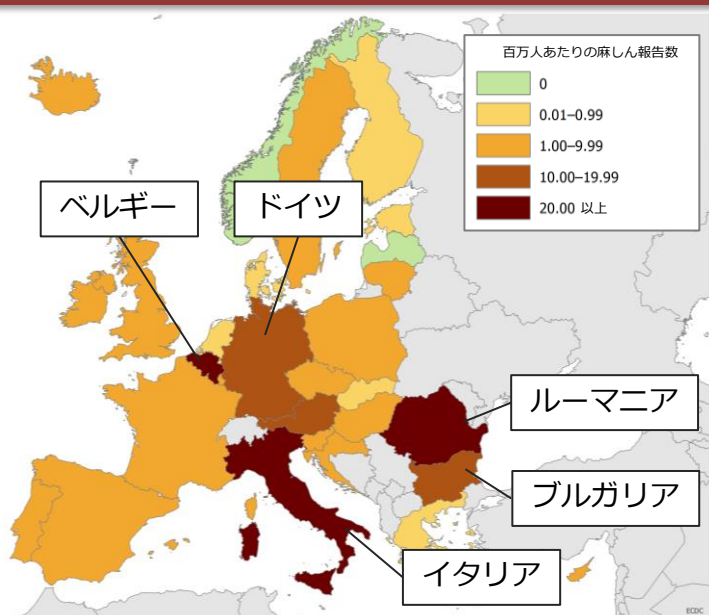 百万人あたりの麻しん報告数
0
0.01–0.99
1.00–9.99
10.00–19.99
20.00 以上
ベルギー
ドイツ
ルーマニア
ブルガリア
イタリア
ECDC